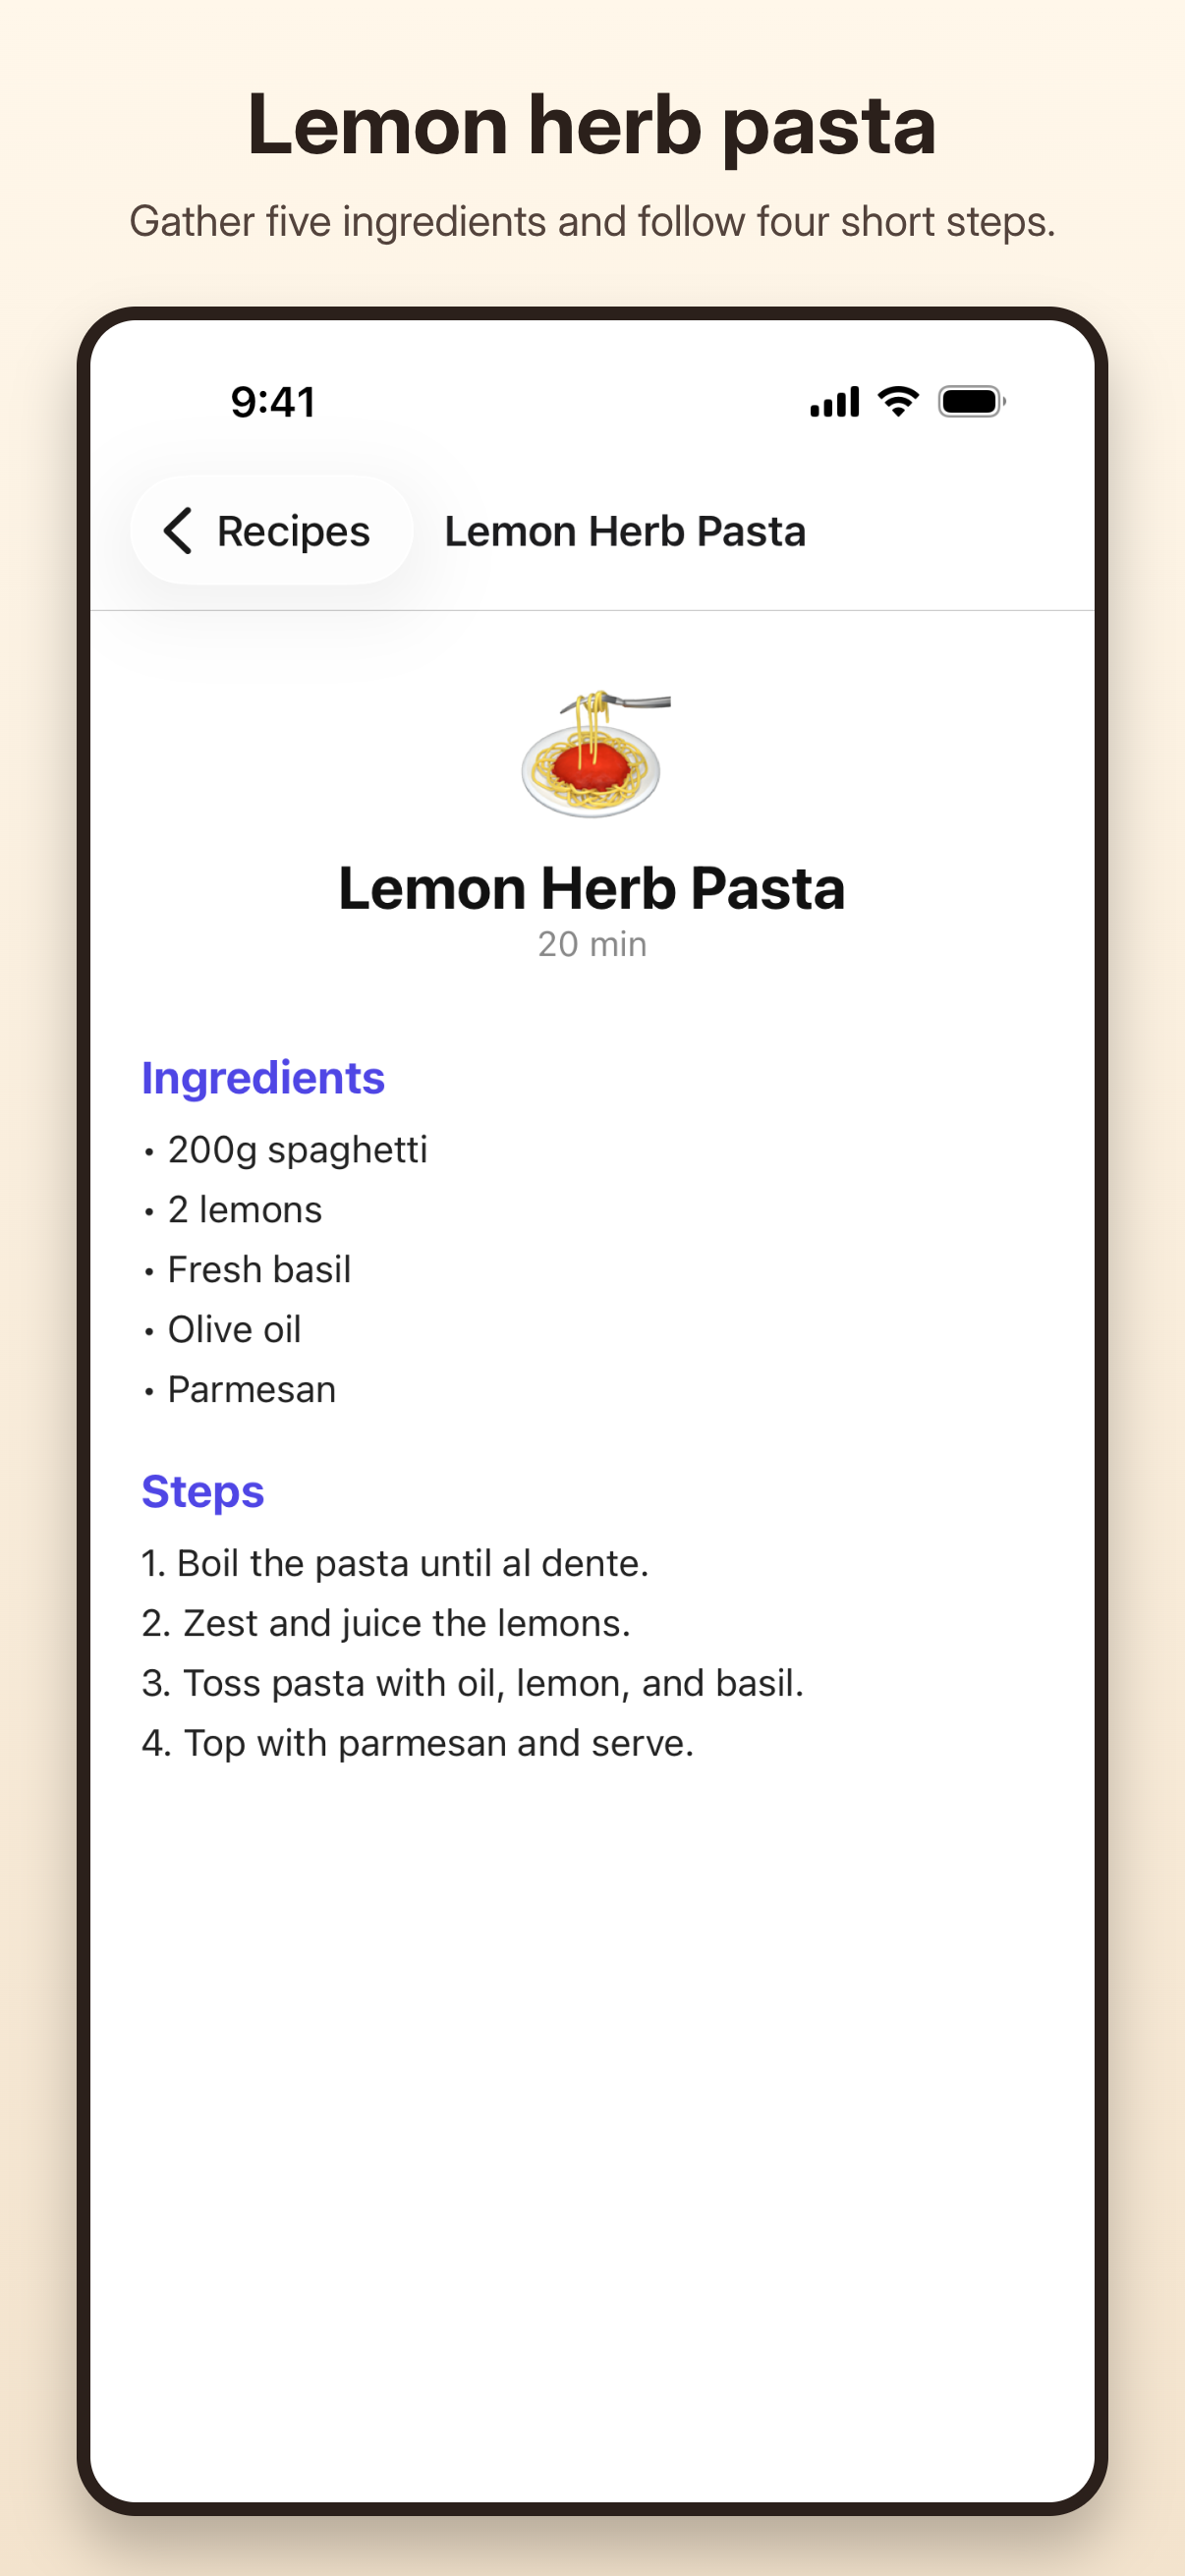 Lemon herb pasta
Gather five ingredients and follow four short steps.
9:41
Recipes
Lemon Herb Pasta
Lemon Herb Pasta
20 min
Ingredients
• 200g spaghetti
• 2 lemons
• Fresh basil
• Olive oil
• Parmesan
Steps
1. Boil the pasta until al dente.
2. Zest and juice the lemons.
3. Toss pasta with oil, lemon, and basil.
4. Top with parmesan and serve.